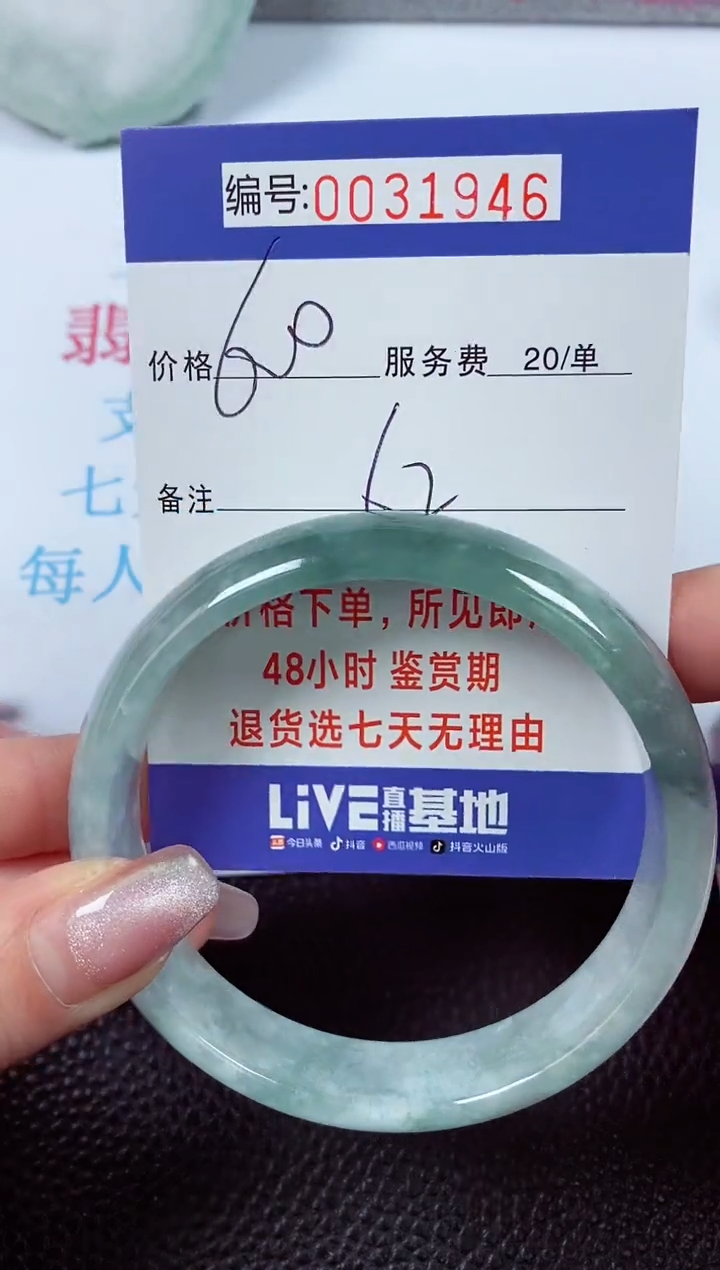 编号:0031946
价格 60 服务费 20/单
备注
价格下单，所见即
48小时 鉴赏期
退货选七天无理由
LiVE直播基地
今日头条 抖音 西瓜视频 抖音火山版
翡
支
七
每人